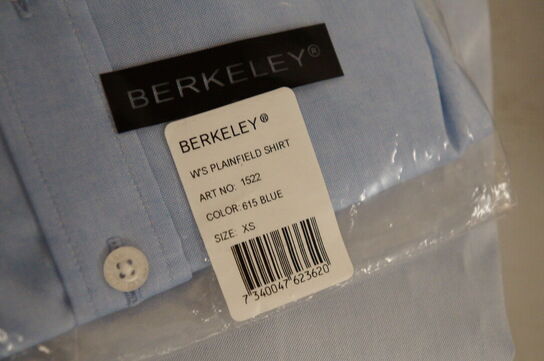 BERKELEY®
BERKELEY®
W'S PLAINFIELD SHIRT
ART NO: 1522
COLOR: 615 BLUE
SIZE: XS
7 340047 623620